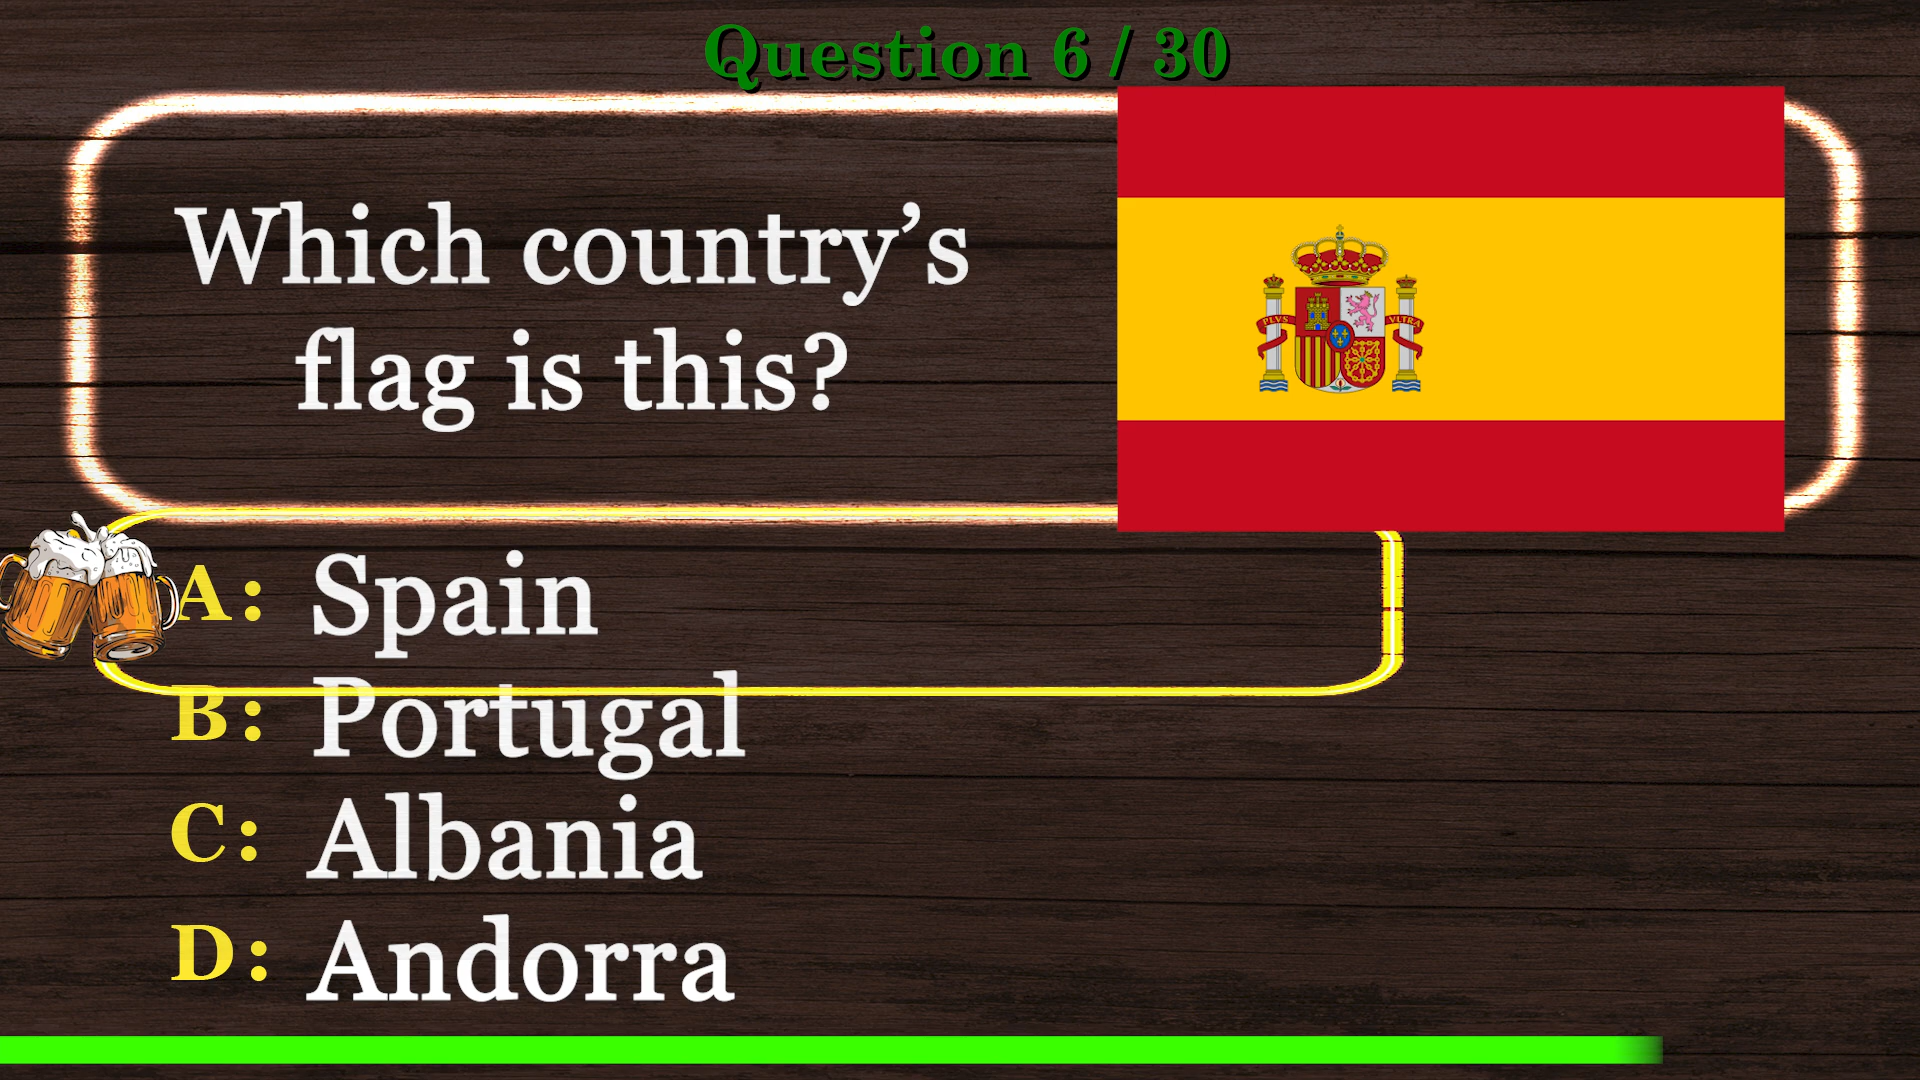 Question 6 / 30
Which country’s
flag is this?
PLVS VLTRA
A: Spain
B: Portugal
C: Albania
D: Andorra